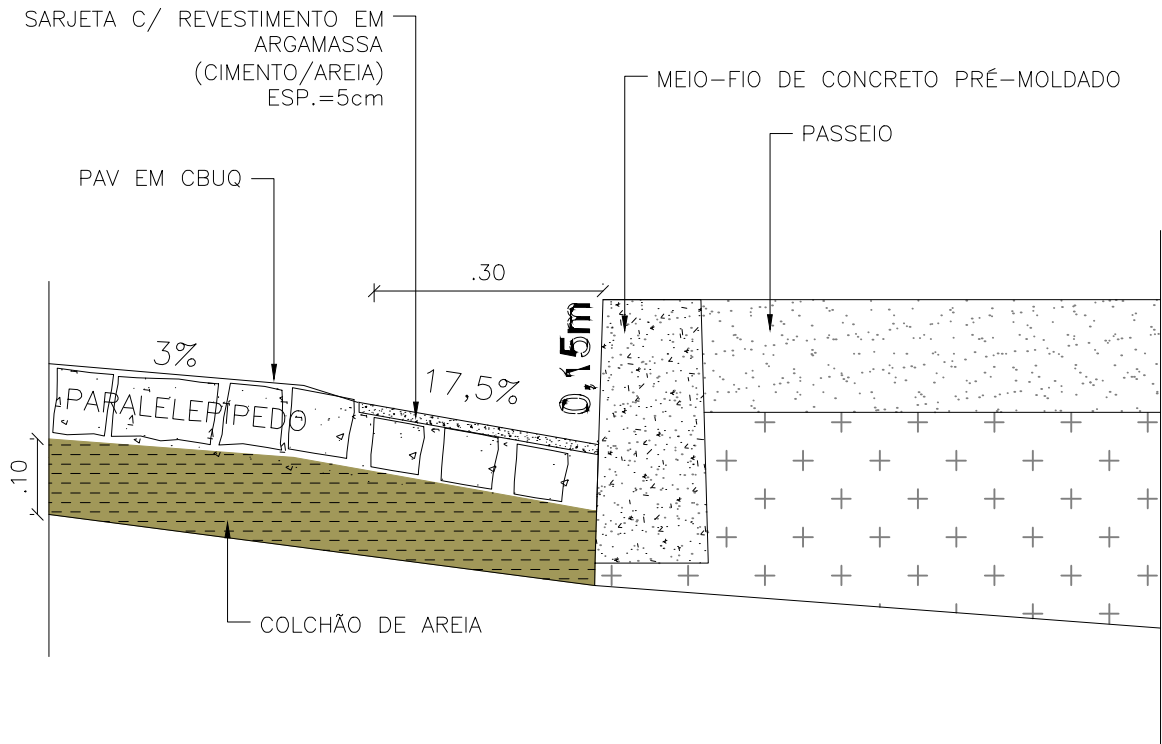 SARJETA C/ REVESTIMENTO EM
ARGAMASSA
(CIMENTO/AREIA)
ESP.=5cm
MEIO-FIO DE CONCRETO PRÉ-MOLDADO
PASSEIO
PAV EM CBUQ
.30
0,15m
3%
17,5%
PARALELEPÍPEDO
.10
COLCHÃO DE AREIA